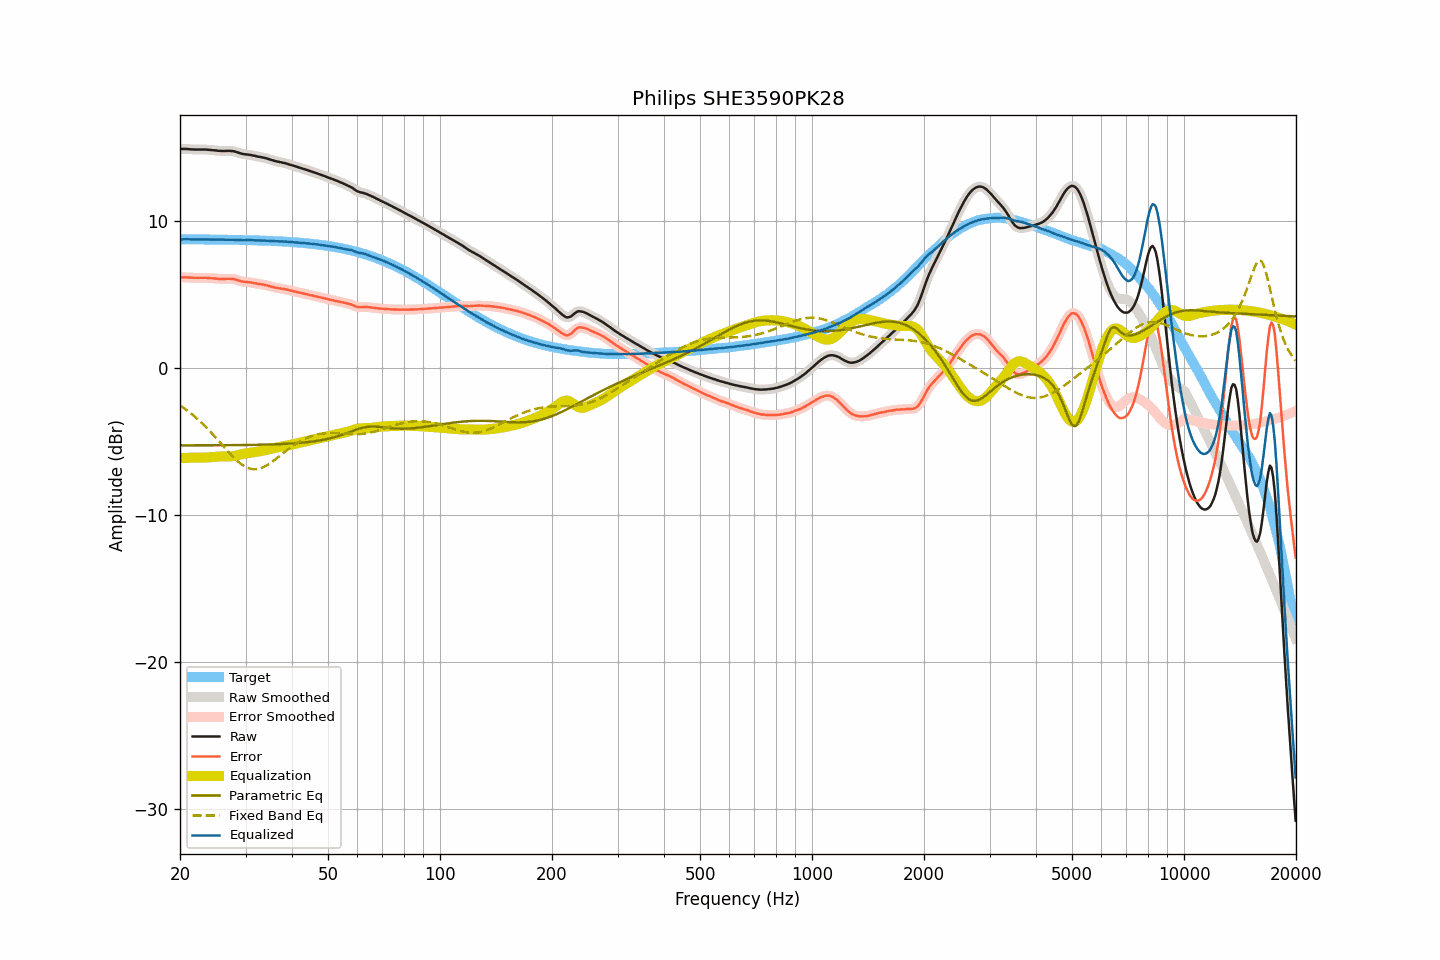 Philips SHE3590PK28
Amplitude (dBr)
10
0
−10
−20
−30
Target
Raw Smoothed
Error Smoothed
Raw
Error
Equalization
Parametric Eq
Fixed Band Eq
Equalized
20 50 100 200 500 1000 2000 5000 10000 20000
Frequency (Hz)